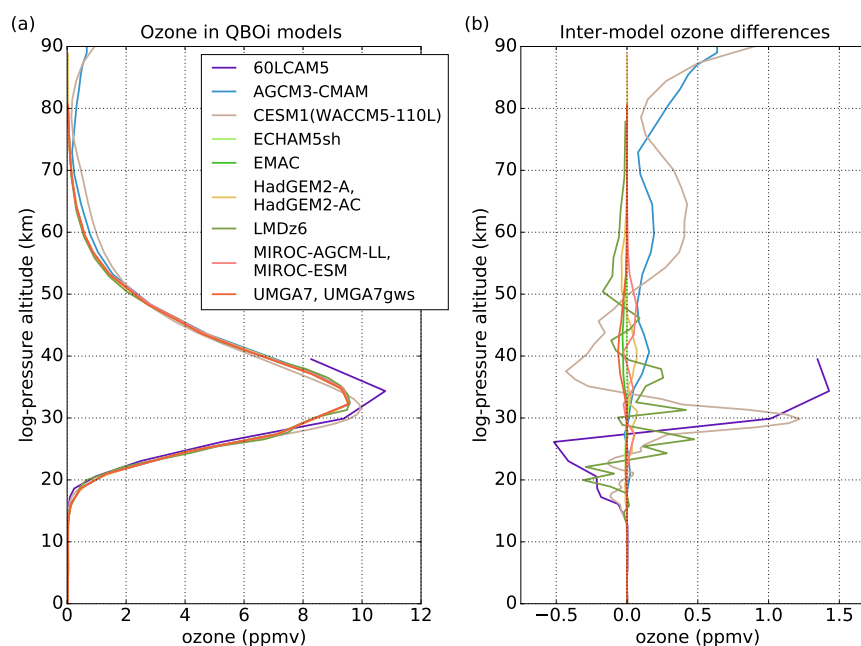 (a)
Ozone in QBOi models
90
80
70
60
50
40
30
20
10
0
log-pressure altitude (km)
0 2 4 6 8 10 12
ozone (ppmv)
60LCAM5
AGCM3-CMAM
CESM1(WACCM5-110L)
ECHAM5sh
EMAC
HadGEM2-A,
HadGEM2-AC
LMDz6
MIROC-AGCM-LL,
MIROC-ESM
UMGA7, UMGA7gws
(b)
Inter-model ozone differences
90
80
70
60
50
40
30
20
10
0
log-pressure altitude (km)
−0.5 0.0 0.5 1.0 1.5
ozone (ppmv)